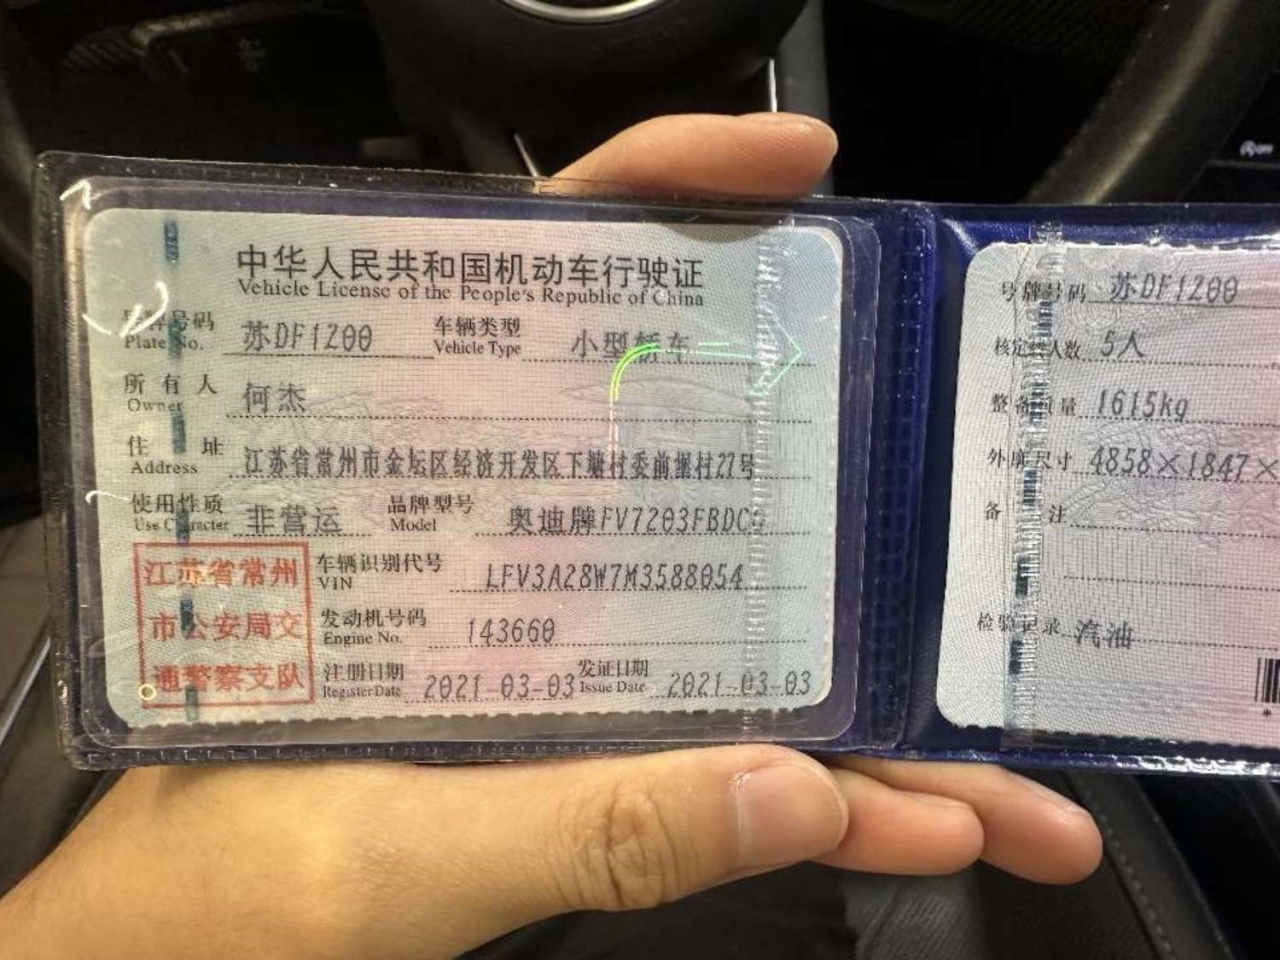 中华人民共和国机动车行驶证
Vehicle License of the People's Republic of China
号牌号码 苏DF1Z00 车辆类型 小型轿车
Plate No. Vehicle Type
所有人 何杰
Owner
住址 江苏省常州市金坛区经济开发区下塘村委前堡村27号
Address
使用性质 非营运 品牌型号 奥迪牌FV7203FBDC
Use Character Model
江苏省常州
市公安局交
通警察支队
车辆识别代号 LFV3A28W7M3588054
VIN
发动机号码 143660
Engine No.
注册日期 2021-03-03 发证日期 2021-03-03
Register Date Issue Date
号牌号码 苏DF1Z00
核定载人数 5人
整备质量 1615kg
外廓尺寸 4858×1847×
备注
检验记录 汽油